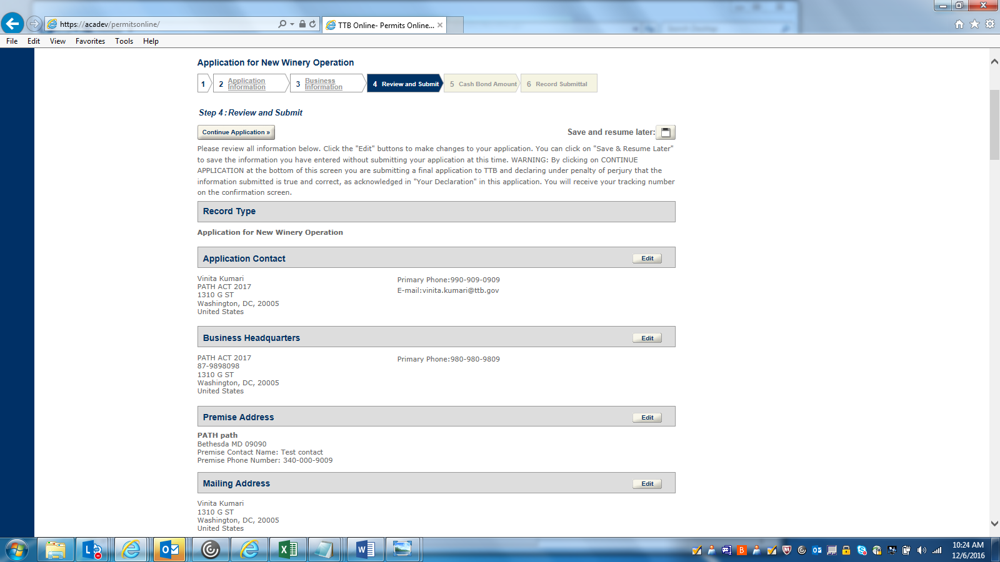 https://acadev/permitsonline/
TTB Online- Permits Online...
File Edit View Favorites Tools Help
Application for New Winery Operation
1
2 Application Information
3 Business Information
4 Review and Submit
5 Cash Bond Amount
6 Record Submittal
Step 4: Review and Submit
Continue Application »
Save and resume later:
Please review all information below. Click the "Edit" buttons to make changes to your application. You can click on "Save & Resume Later"
to save the information you have entered without submitting your application at this time. WARNING: By clicking on CONTINUE
APPLICATION at the bottom of this screen you are submitting a final application to TTB and declaring under penalty of perjury that the
information submitted is true and correct, as acknowledged in "Your Declaration" in this application. You will receive your tracking number
on the confirmation screen.
Record Type
Application for New Winery Operation
Application Contact
Edit
Vinita Kumari
PATH ACT 2017
1310 G ST
Washington, DC, 20005
United States
Primary Phone:990-909-0909
E-mail:vinita.kumari@ttb.gov
Business Headquarters
Edit
PATH ACT 2017
87-9898098
1310 G ST
Washington, DC, 20005
United States
Primary Phone:980-980-9809
Premise Address
Edit
PATH path
Bethesda MD 09090
Premise Contact Name: Test contact
Premise Phone Number: 340-000-9009
Mailing Address
Edit
Vinita Kumari
1310 G ST
Washington, DC, 20005
United States
10:24 AM
12/6/2016